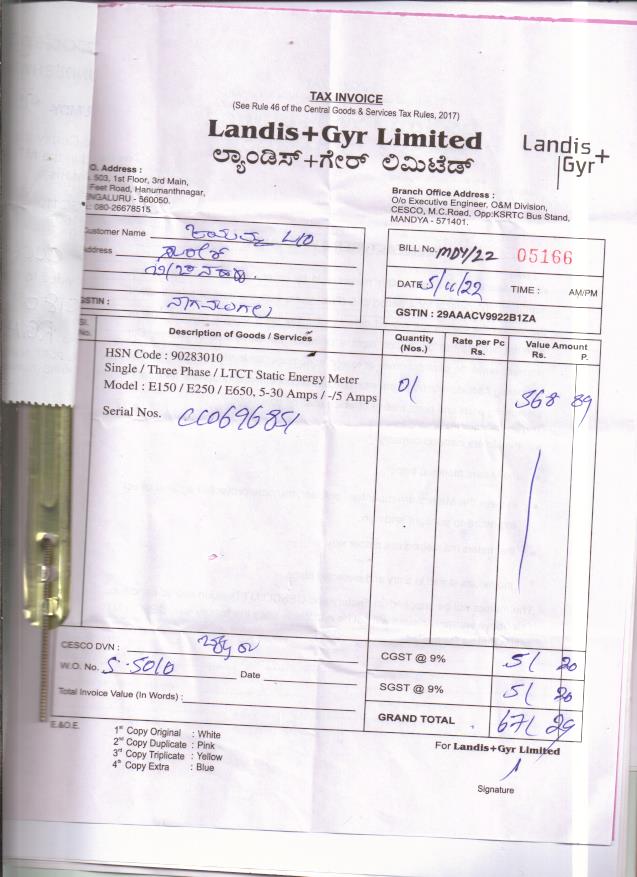 TAX INVOICE
(See Rule 46 of the Central Goods & Services Tax Rules, 2017)
Landis+Gyr Limited
ಲ್ಯಾಂಡಿಸ್+ಗೇರ್ ಲಿಮಿಟೆಡ್
Landis+
Gyr
O. Address :
503, 1st Floor, 3rd Main,
Feet Road, Hanumanthnagar,
ENGALURU - 560050.
080-26678515
Branch Office Address :
O/o Executive Engineer, O&M Division,
CESCO, M.C.Road, Opp:KSRTC Bus Stand,
MANDYA - 571401.
Customer Name
Address
GSTIN :
BILL No. MDY/22 05166
DATE 5/11/22 TIME : AM/PM
GSTIN : 29AAACV9922B1ZA
Sl. No. Description of Goods / Services Quantity (Nos.) Rate per Pc Rs. Value Amount Rs. P.
HSN Code : 90283010
Single / Three Phase / LTCT Static Energy Meter
Model : E150 / E250 / E650, 5-30 Amps / -/5 Amps 01 568 89
Serial Nos. CC0696851
CESCO DVN :
W.O. No. S-5010 Date
Total Invoice Value (In Words) :
CGST @ 9% 51 20
SGST @ 9% 51 20
GRAND TOTAL 671 29
E.&O.E.
1st Copy Original : White
2nd Copy Duplicate : Pink
3rd Copy Triplicate : Yellow
4th Copy Extra : Blue
For Landis+Gyr Limited
Signature